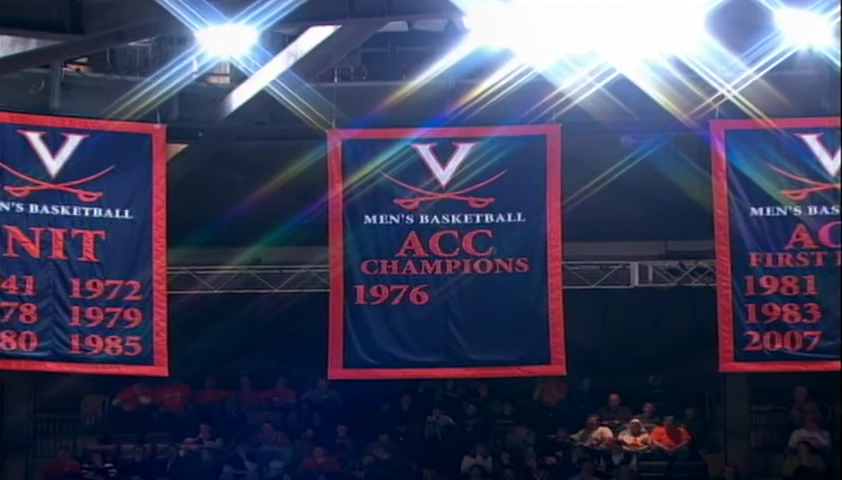 V
N'S BASKETBALL
NIT
41 1972
78 1979
80 1985
V
MEN'S BASKETBALL
ACC
CHAMPIONS
1976
V
MEN'S BAS
AC
FIRST
1981
1983
2007